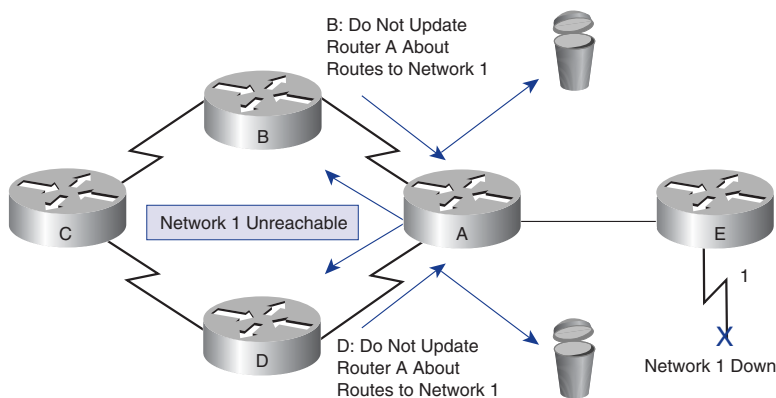 B: Do Not Update
Router A About
Routes to Network 1
B
C
Network 1 Unreachable
A
E
1
D
D: Do Not Update
Router A About
Routes to Network 1
X
Network 1 Down